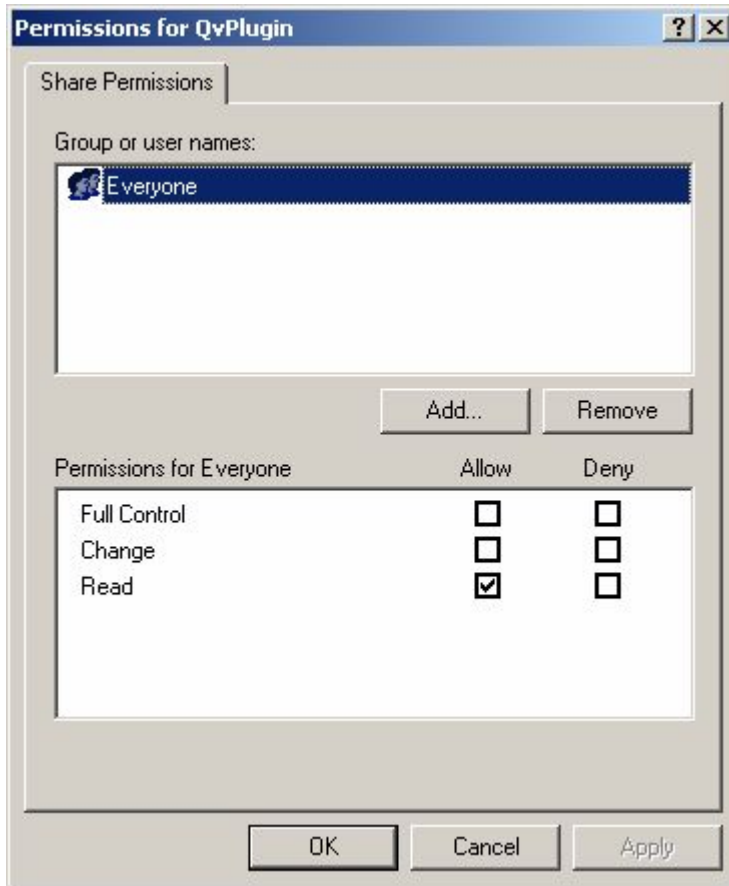 Permissions for QvPlugin
Share Permissions
Group or user names:
Everyone
Add... Remove
Permissions for Everyone Allow Deny
Full Control
Change
Read
OK Cancel Apply